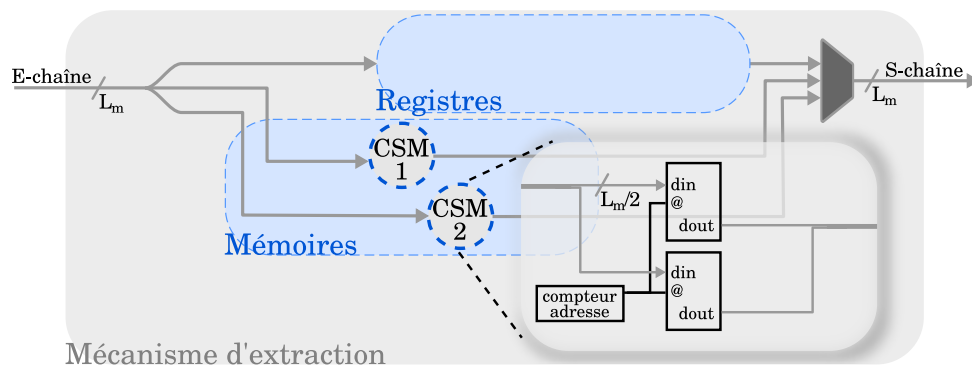 E-chaîne
Lm
S-chaîne
Lm
Registres
CSM
1
CSM
2
Mémoires
Lm/2
din
@
dout
din
@
dout
compteur
adresse
Mécanisme d'extraction